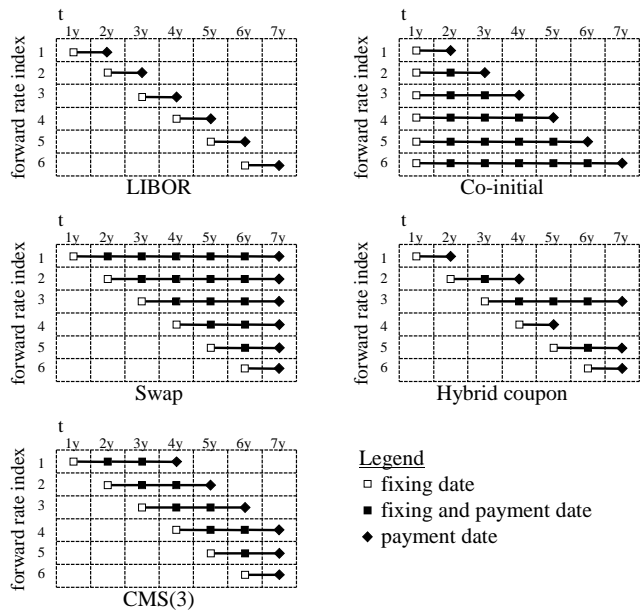 t
1y 2y 3y 4y 5y 6y 7y
forward rate index
1
2
3
4
5
6
LIBOR
t
1y 2y 3y 4y 5y 6y 7y
forward rate index
1
2
3
4
5
6
Co-initial
t
1y 2y 3y 4y 5y 6y 7y
forward rate index
1
2
3
4
5
6
Swap
t
1y 2y 3y 4y 5y 6y 7y
forward rate index
1
2
3
4
5
6
Hybrid coupon
t
1y 2y 3y 4y 5y 6y 7y
forward rate index
1
2
3
4
5
6
CMS(3)
Legend
fixing date
fixing and payment date
payment date